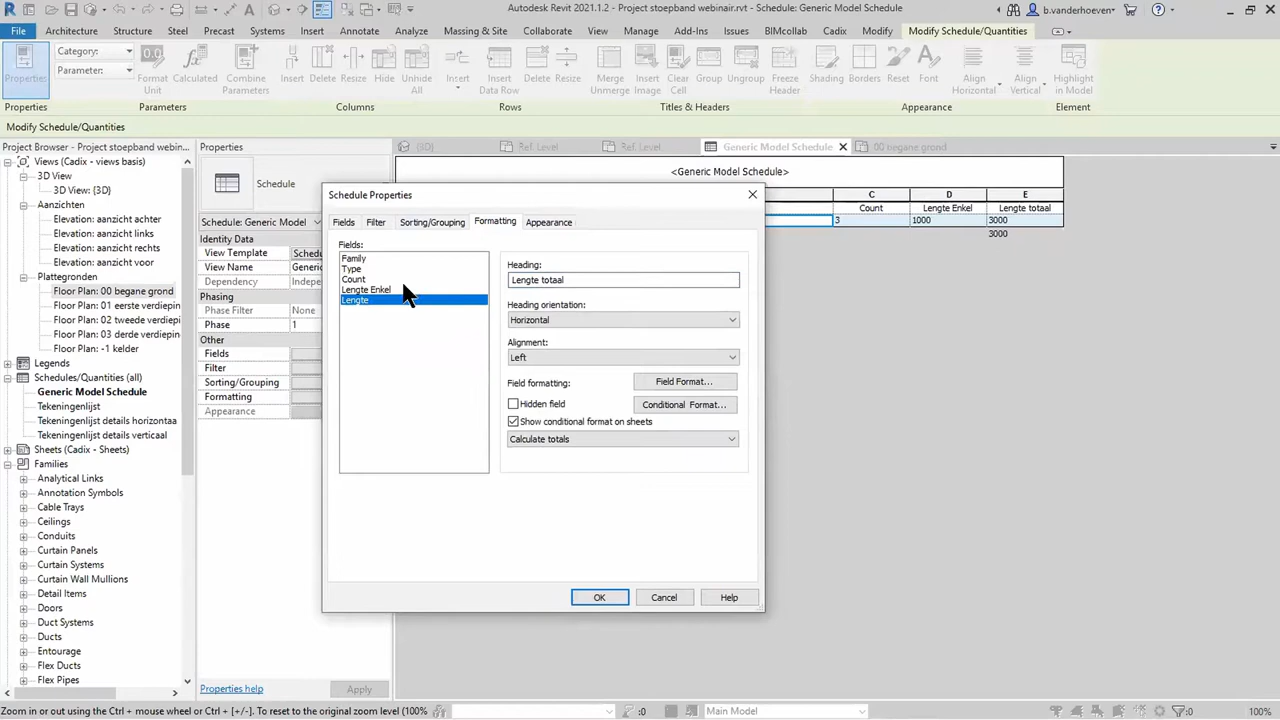 Autodesk Revit 2021.1.2 - Project stoepband webinair.rvt - Schedule: Generic Model Schedule
b.vanderhoeven
File Architecture Structure Steel Precast Systems Insert Annotate Analyze Massing & Site Collaborate View Manage Add-Ins Issues BIMcollab Cadix Modify Modify Schedule/Quantities
Category:
Parameter:
Properties Format Unit Calculated Combine Parameters Insert Delete Resize Hide Unhide All Insert Data Row Delete Resize Merge Unmerge Insert Image Clear Cell Group Ungroup Freeze Header Shading Borders Reset Font Align Horizontal Align Vertical Highlight in Model
Properties Parameters Columns Rows Titles & Headers Appearance Element
Modify Schedule/Quantities
Project Browser - Project stoepband webin...
Views (Cadix - views basis)
3D View
3D View: {3D}
Aanzichten
Elevation: aanzicht achter
Elevation: aanzicht links
Elevation: aanzicht rechts
Elevation: aanzicht voor
Plattegronden
Floor Plan: 00 begane grond
Floor Plan: 01 eerste verdiepin
Floor Plan: 02 tweede verdiepin
Floor Plan: 03 derde verdiepin
Floor Plan: -1 kelder
Legends
Schedules/Quantities (all)
Generic Model Schedule
Tekeningenlijst
Tekeningenlijst details horizontaa
Tekeningenlijst details verticaal
Sheets (Cadix - Sheets)
Families
Analytical Links
Annotation Symbols
Cable Trays
Ceilings
Conduits
Curtain Panels
Curtain Systems
Curtain Wall Mullions
Detail Items
Doors
Duct Systems
Ducts
Entourage
Flex Ducts
Flex Pipes
Properties
Schedule
Schedule: Generic Model
Identity Data
View Template Sched
View Name Generic
Dependency Indepe
Phasing
Phase Filter None
Phase 1
Other
Fields
Filter
Sorting/Grouping
Formatting
Appearance
Properties help Apply
{3D} Ref. Level Ref. Level Generic Model Schedule 00 begane grond
<Generic Model Schedule>
C D E
Count Lengte Enkel Lengte totaal
3 1000 3000
3000
Schedule Properties
Fields Filter Sorting/Grouping Formatting Appearance
Fields:
Family
Type
Count
Lengte Enkel
Lengte
Heading:
Lengte totaal
Heading orientation:
Horizontal
Alignment:
Left
Field formatting: Field Format...
Hidden field Conditional Format...
Show conditional format on sheets
Calculate totals
OK Cancel Help
Zoom in or out using the Ctrl + mouse wheel or Ctrl + [+/-]. To reset to the original zoom level (100% :0 Main Model :0 100%